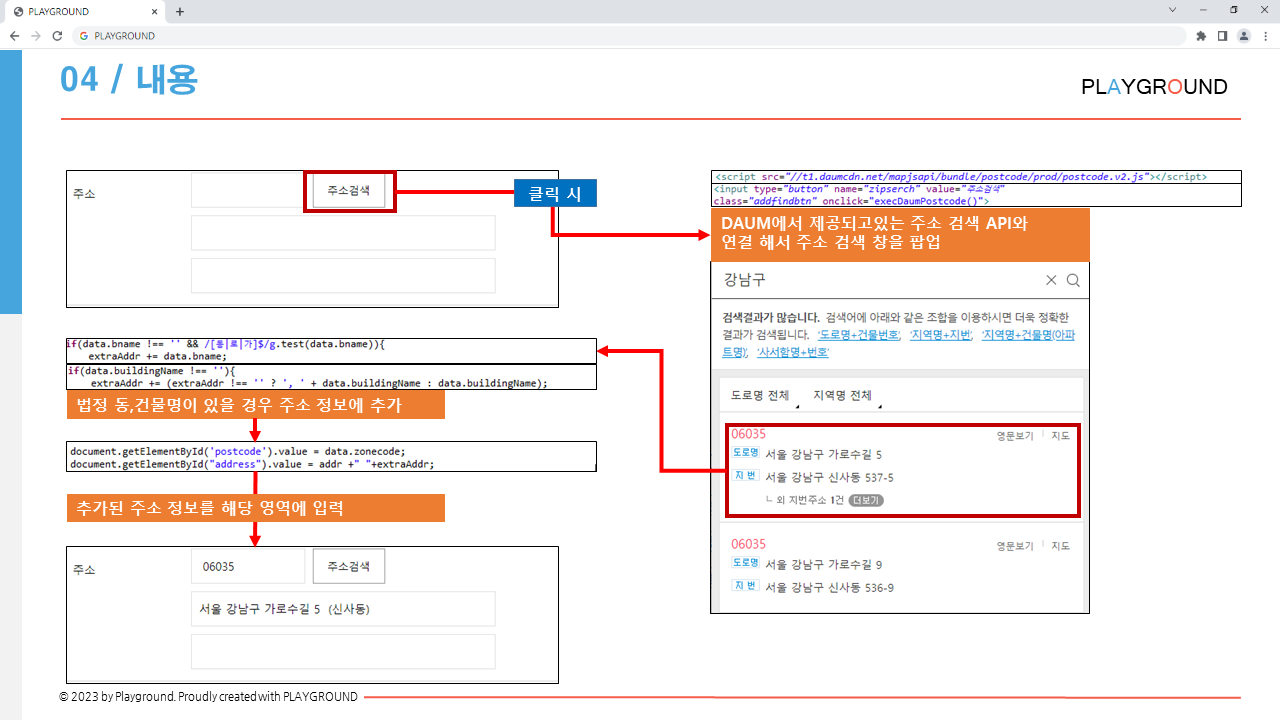 PLAYGROUND
PLAYGROUND
04 / 내용
PLAYGROUND
주소
주소검색
클릭 시
<script src="//t1.daumcdn.net/mapjsapi/bundle/postcode/prod/postcode.v2.js"></script>
<input type="button" name="zipserch" value="주소검색"
class="addfindbtn" onclick="execDaumPostcode()">
DAUM에서 제공되고있는 주소 검색 API와
연결 해서 주소 검색 창을 팝업
강남구
검색결과가 많습니다. 검색어에 아래와 같은 조합을 이용하시면 더욱 정확한
결과가 검색됩니다. '도로명+건물번호', '지역명+지번', '지역명+건물명(아파
트명)', '사서함명+번호'
도로명 전체 지역명 전체
06035 영문보기 지도
도로명 서울 강남구 가로수길 5
지번 서울 강남구 신사동 537-5
ㄴ 외 지번주소 1건 더보기
06035 영문보기 지도
도로명 서울 강남구 가로수길 9
지번 서울 강남구 신사동 536-9
if(data.bname !== '' && /[동|로|가]$/g.test(data.bname)){
extraAddr += data.bname;
if(data.buildingName !== ''){
extraAddr += (extraAddr !== '' ? ', ' + data.buildingName : data.buildingName);
법정 동,건물명이 있을 경우 주소 정보에 추가
document.getElementById('postcode').value = data.zonecode;
document.getElementById("address").value = addr +" "+extraAddr;
추가된 주소 정보를 해당 영역에 입력
주소
06035
주소검색
서울 강남구 가로수길 5 (신사동)
© 2023 by Playground. Proudly created with PLAYGROUND